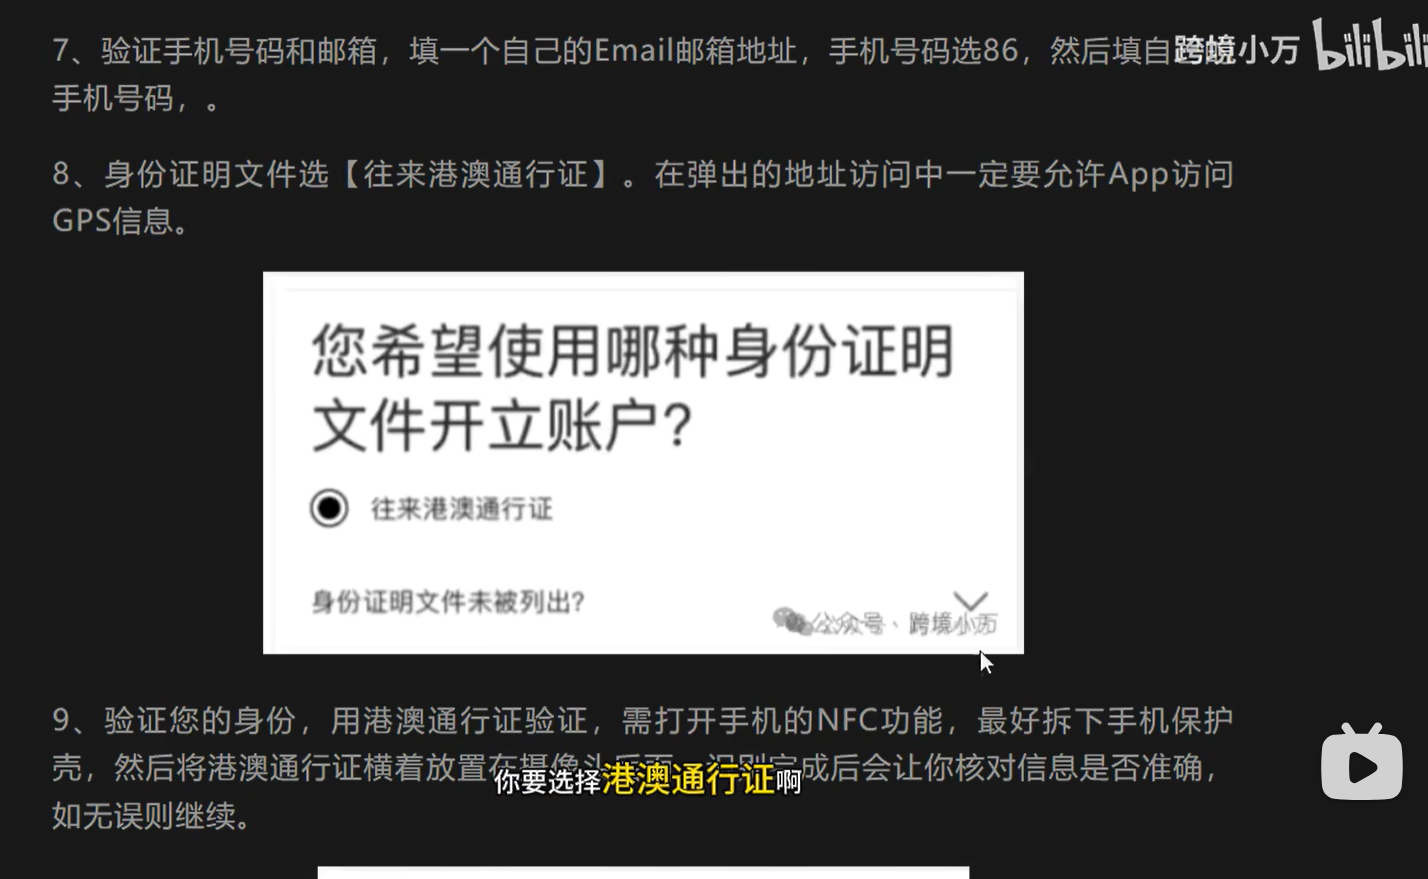 7、验证手机号码和邮箱，填一个自己的Email邮箱地址，手机号码选86，然后填自己的
跨境小万 bilibili
手机号码，。
8、身份证明文件选【往来港澳通行证】。在弹出的地址访问中一定要允许App访问
GPS信息。
您希望使用哪种身份证明
文件开立账户?
往来港澳通行证
身份证明文件未被列出?
公众号、跨境小万
9、验证您的身份，用港澳通行证验证，需打开手机的NFC功能，最好拆下手机保护
壳，然后将港澳通行证横着放置在摄像头后面，识别完成后会让你核对信息是否准确，
你要选择港澳通行证啊
如无误则继续。